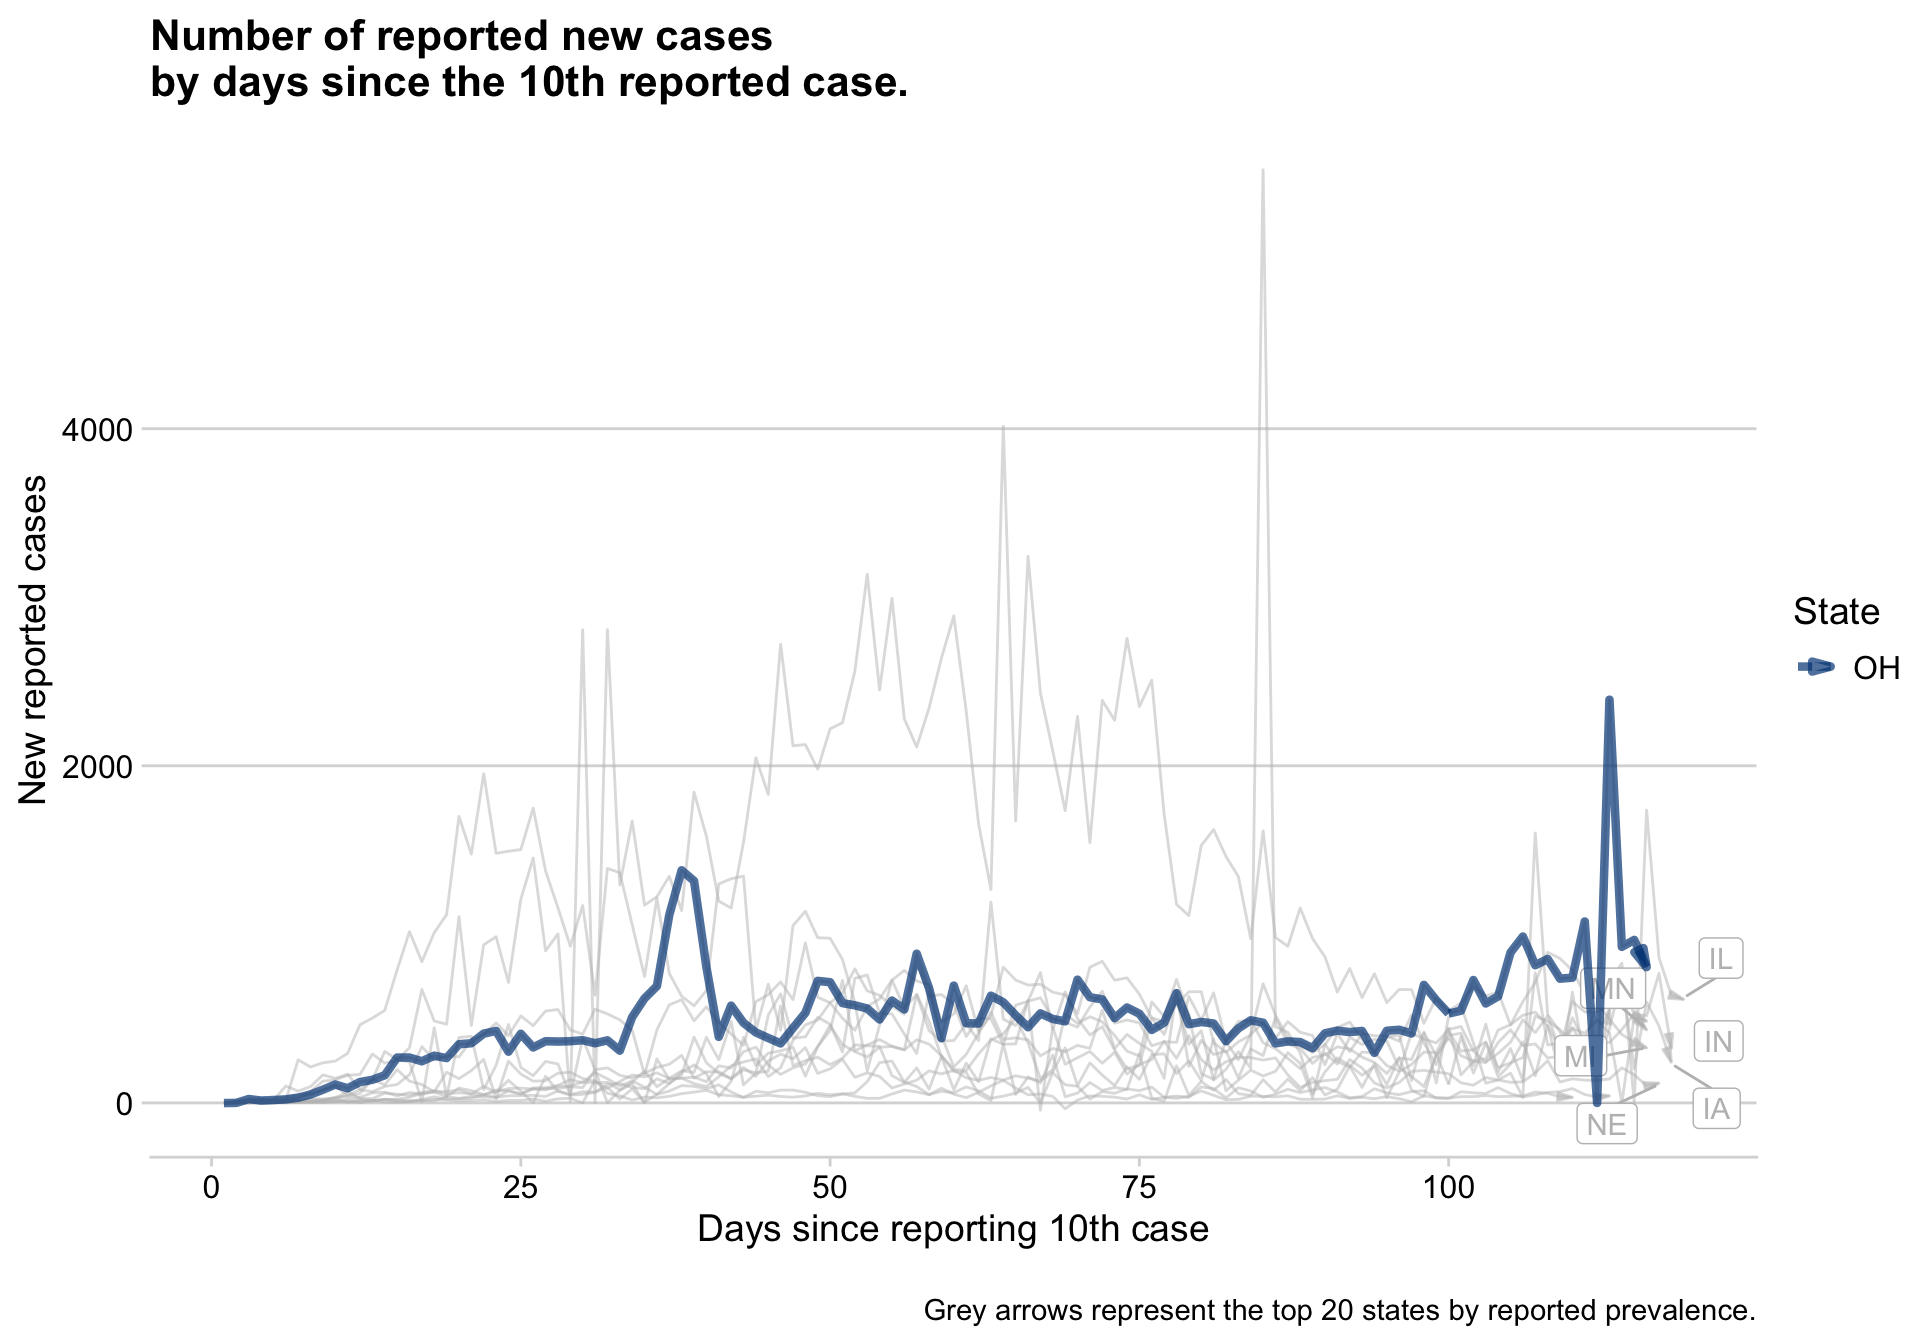 Number of reported new cases
by days since the 10th reported case.
New reported cases
4000
2000
0
0
25
50
75
100
Days since reporting 10th case
IL
MN
IN
MI
IA
NE
State
OH
Grey arrows represent the top 20 states by reported prevalence.